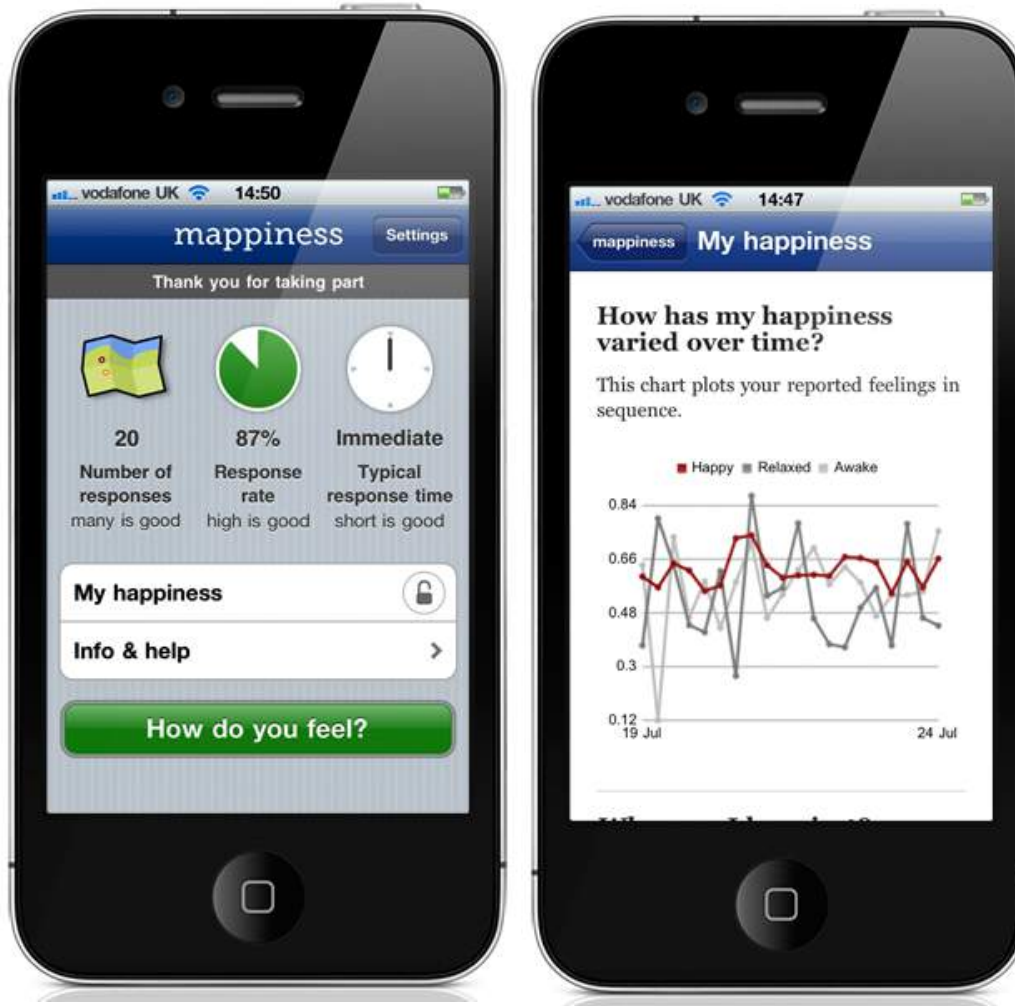 vodafone UK 14:50
mappiness Settings
Thank you for taking part
20 87% Immediate
Number of Response Typical
responses rate response time
many is good high is good short is good
My happiness
Info & help
How do you feel?
vodafone UK 14:47
mappiness My happiness
How has my happiness
varied over time?
This chart plots your reported feelings in
sequence.
Happy Relaxed Awake
0.84
0.66
0.48
0.3
0.12
19 Jul 24 Jul